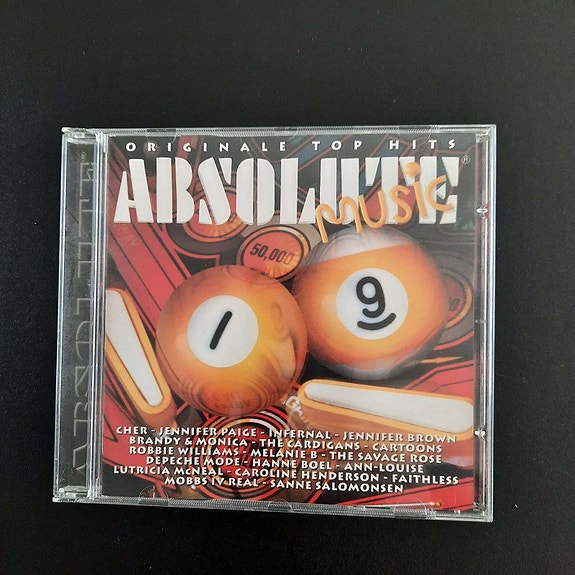 ORIGINALE TOP HITS
ABSOLUTE®
music
50,000
1
9
CHER - JENNIFER PAIGE - INFERNAL - JENNIFER BROWN
BRANDY & MONICA - THE CARDIGANS - CARTOONS
ROBBIE WILLIAMS - MELANIE B - THE SAVAGE ROSE
DEPECHE MODE - HANNE BOEL - ANN-LOUISE
LUTRICIA MCNEAL - CAROLINE HENDERSON - FAITHLESS
MOBBS IV REAL - SANNE SALOMONSEN
ABSOLUTE